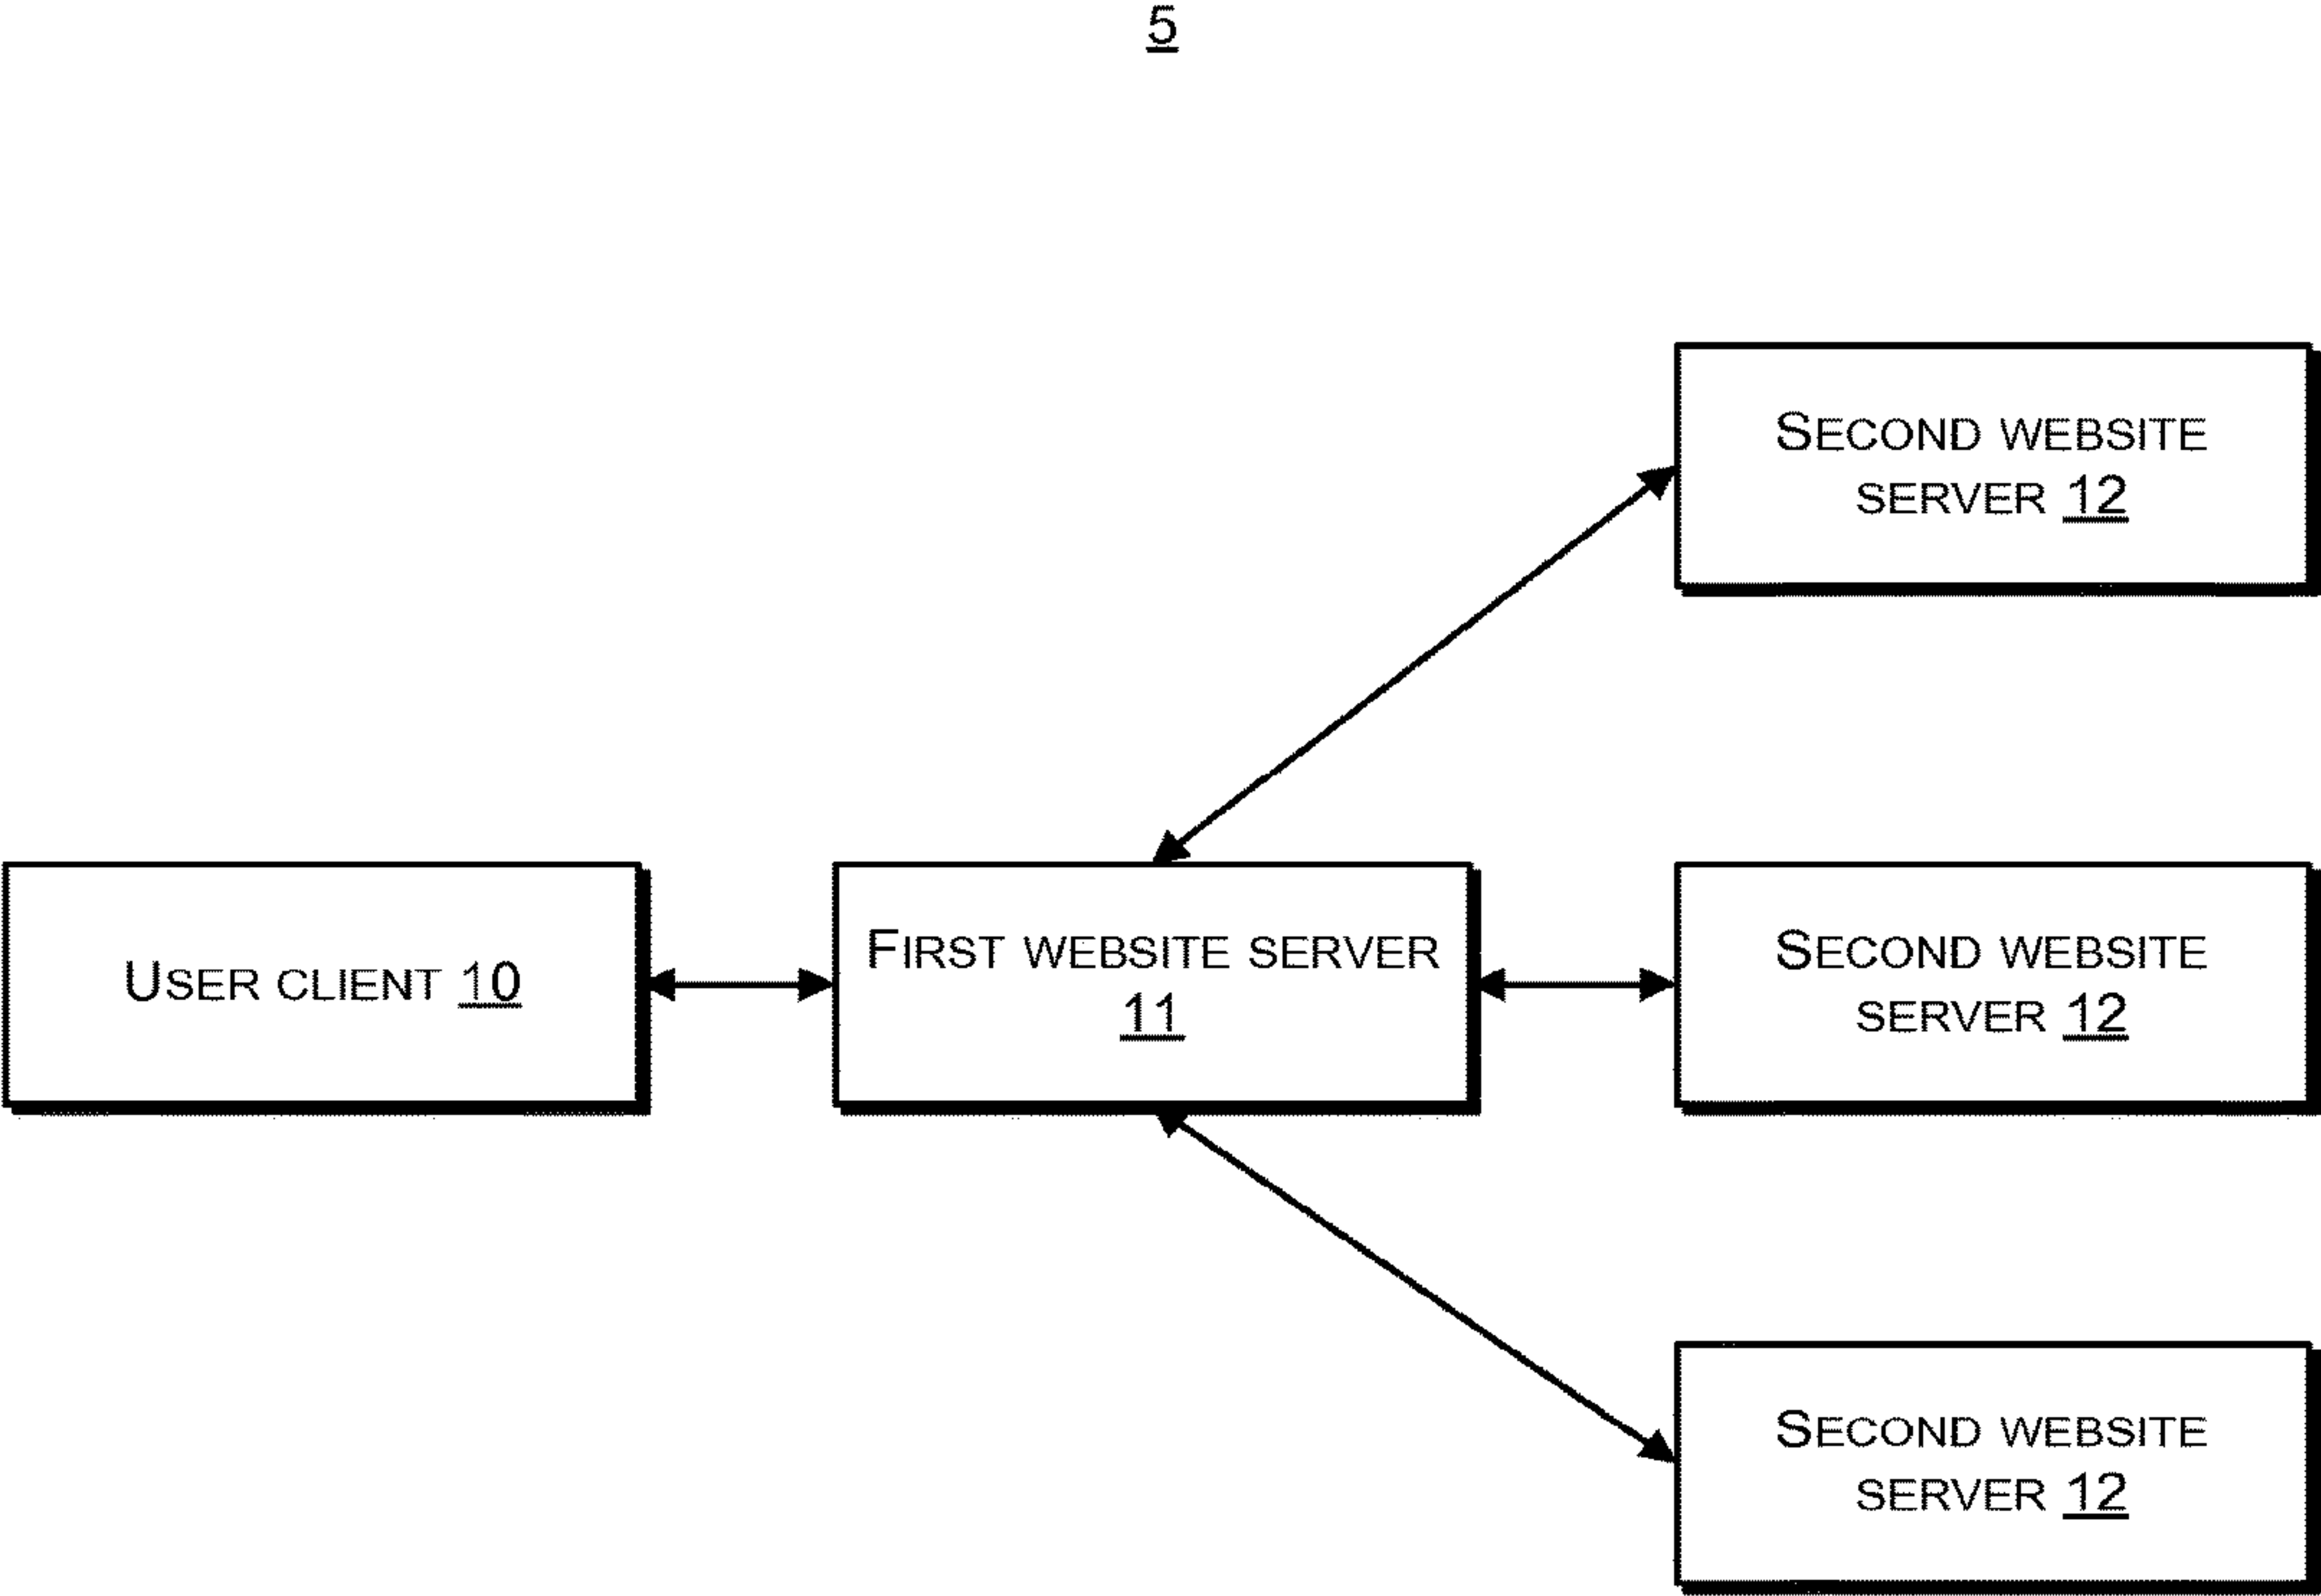 5
SECOND WEBSITE
SERVER 12
USER CLIENT 10
FIRST WEBSITE SERVER
11
SECOND WEBSITE
SERVER 12
SECOND WEBSITE
SERVER 12